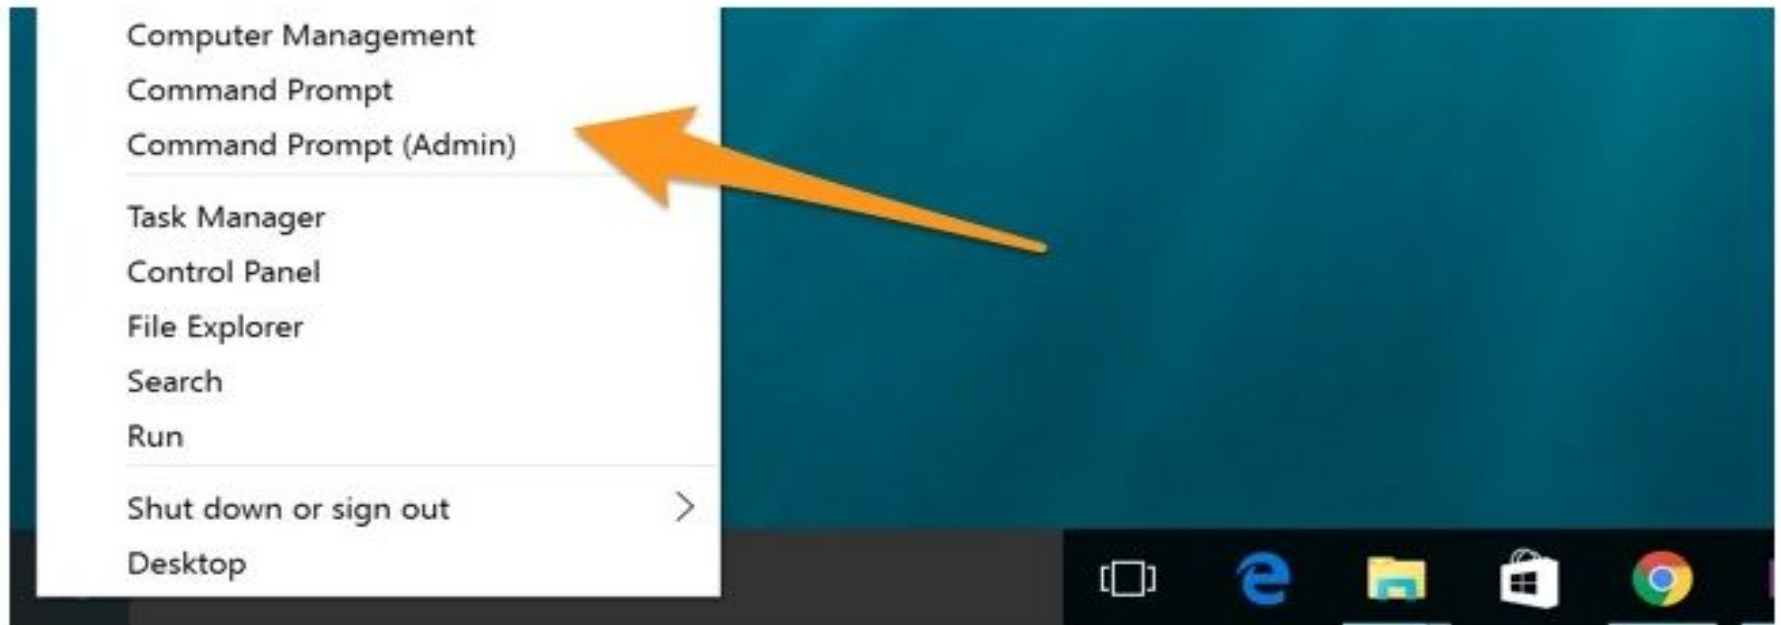 Computer Management
Command Prompt
Command Prompt (Admin)
Task Manager
Control Panel
File Explorer
Search
Run
Shut down or sign out
Desktop